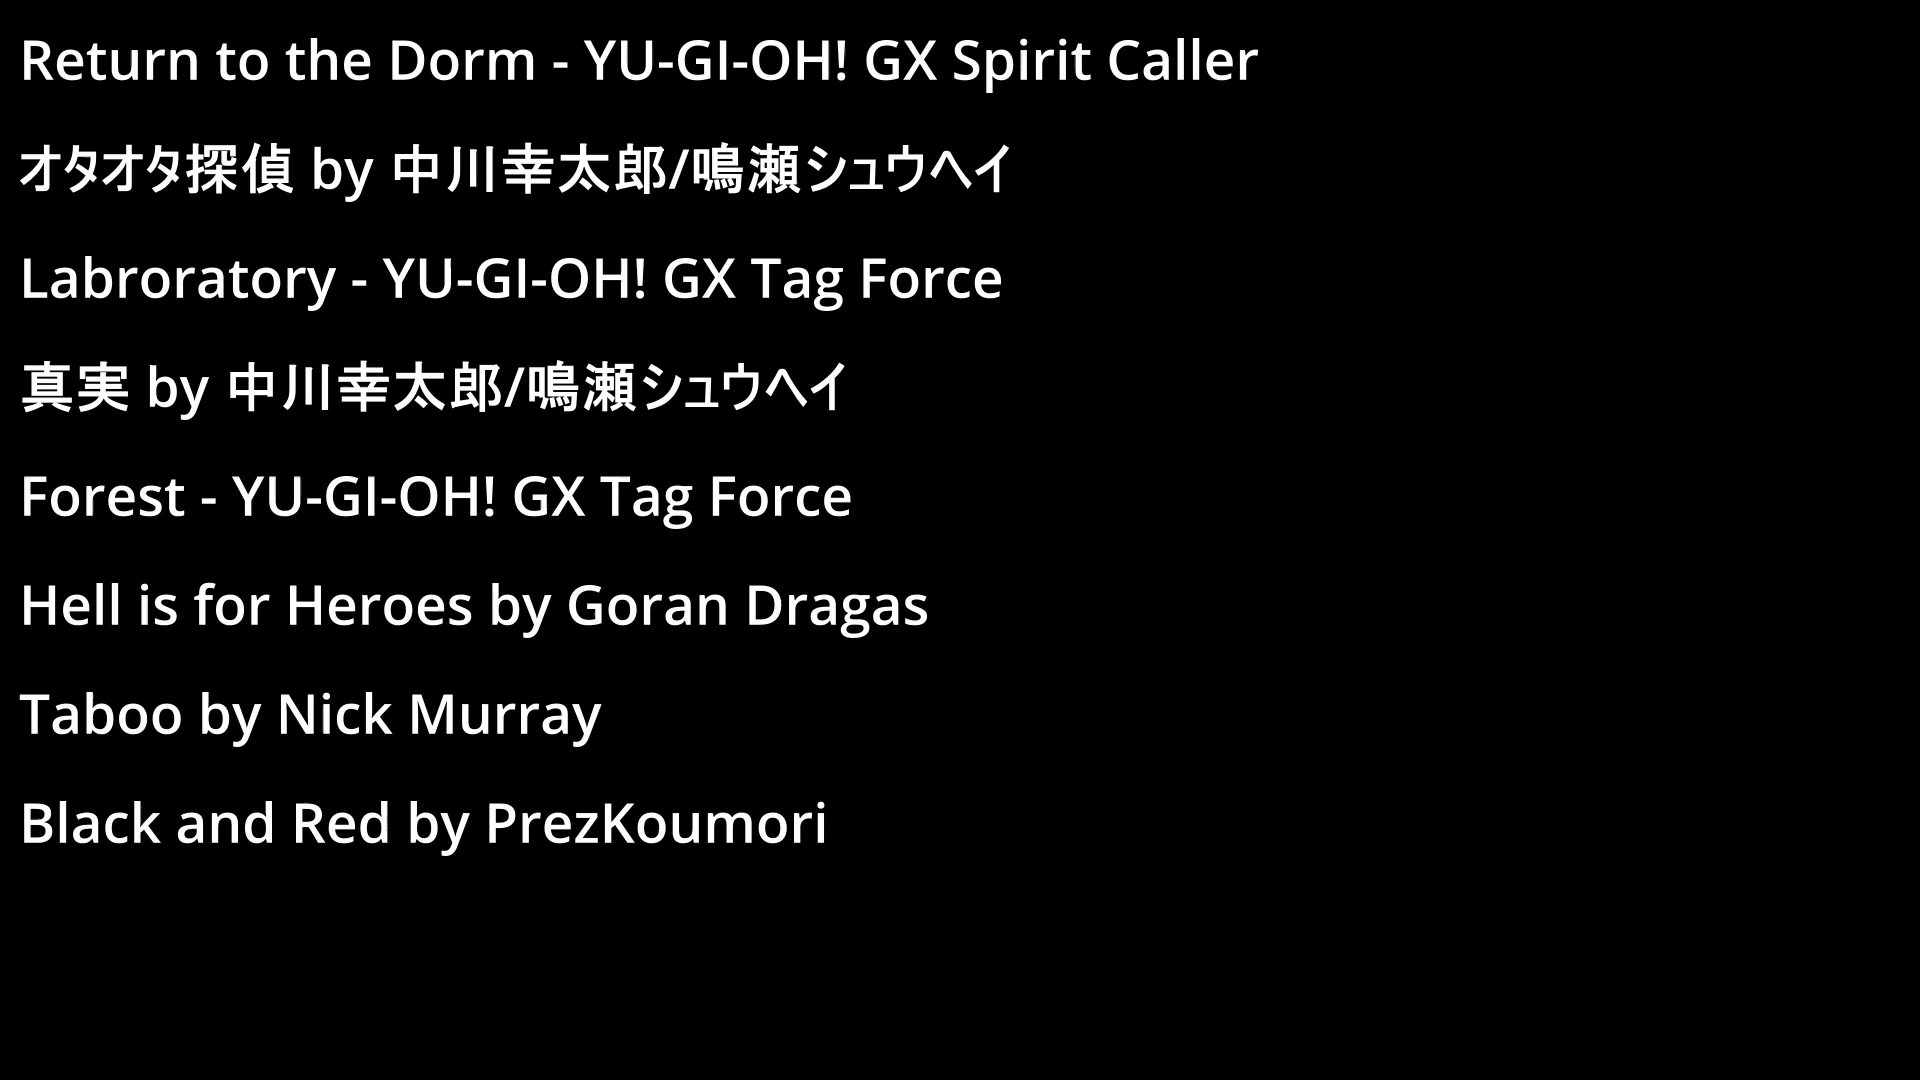 Return to the Dorm - YU-GI-OH! GX Spirit Caller
オタオタ探偵 by 中川幸太郎/鳴瀬シュウヘイ
Labroratory - YU-GI-OH! GX Tag Force
真実 by 中川幸太郎/鳴瀬シュウヘイ
Forest - YU-GI-OH! GX Tag Force
Hell is for Heroes by Goran Dragas
Taboo by Nick Murray
Black and Red by PrezKoumori